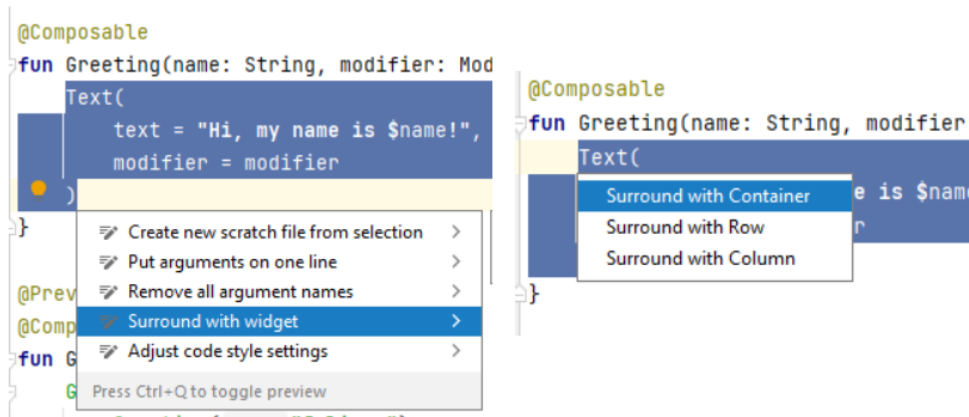 @Composable
fun Greeting(name: String, modifier: Mod
Text(
text = "Hi, my name is $name!",
modifier = modifier
)
Create new scratch file from selection
}
Put arguments on one line
@Prev
Remove all argument names
@Comp
Surround with widget
fun G
Adjust code style settings
G
Press Ctrl+Q to toggle preview
@Composable
fun Greeting(name: String, modifier
Text(
Surround with Container
e is $name
Surround with Row
r
Surround with Column
}